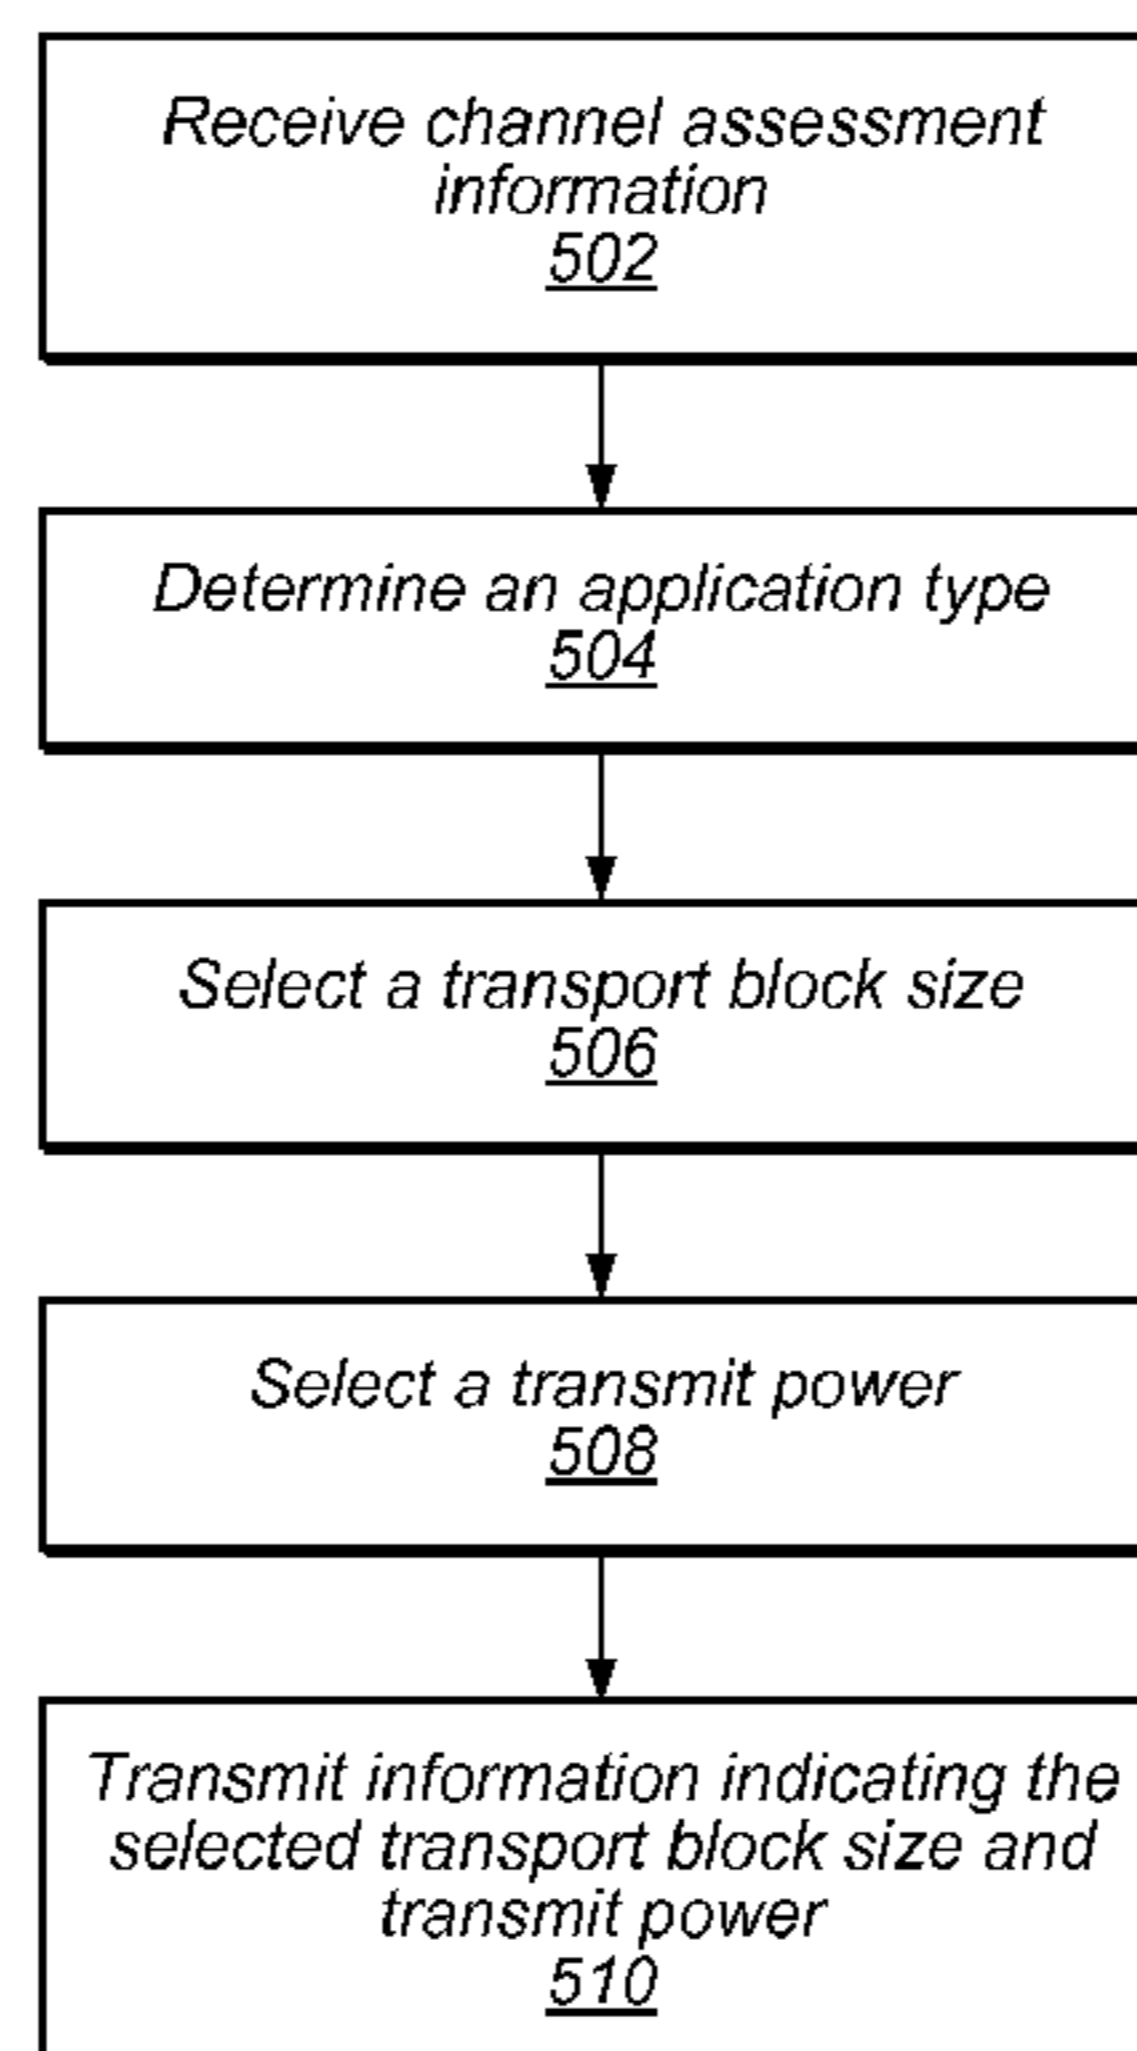 Receive channel assessment
information
502
Determine an application type
504
Select a transport block size
506
Select a transmit power
508
Transmit information indicating the
selected transport block size and
transmit power
510